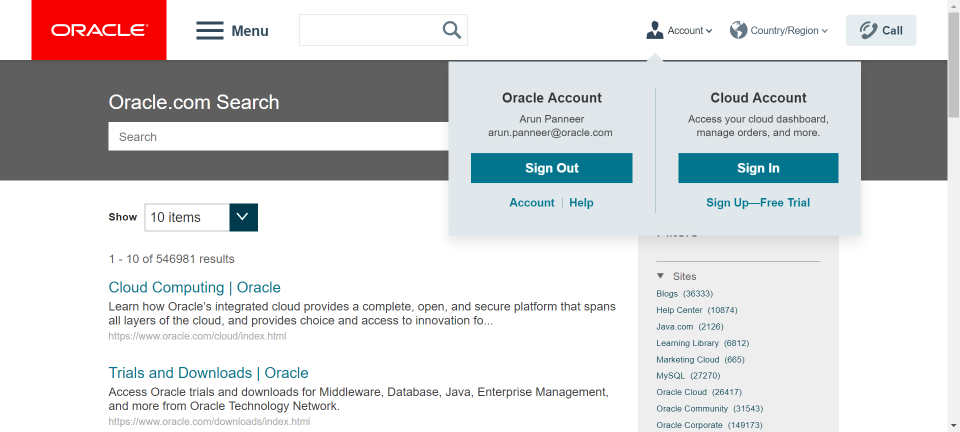 ORACLE
Menu
Account
Country/Region
Call
Oracle.com Search
Search
Oracle Account
Arun Panneer
arun.panneer@oracle.com
Sign Out
Account | Help
Cloud Account
Access your cloud dashboard,
manage orders, and more.
Sign In
Sign Up—Free Trial
Show
10 items
1 - 10 of 546981 results
Cloud Computing | Oracle
Learn how Oracle's integrated cloud provides a complete, open, and secure platform that spans
all layers of the cloud, and provides choice and access to innovation fo...
https://www.oracle.com/cloud/index.html
Trials and Downloads | Oracle
Access Oracle trials and downloads for Middleware, Database, Java, Enterprise Management,
and more from Oracle Technology Network.
https://www.oracle.com/downloads/index.html
Filters
Sites
Blogs (36333)
Help Center (10874)
Java.com (2126)
Learning Library (6812)
Marketing Cloud (665)
MySQL (27270)
Oracle Cloud (26417)
Oracle Community (31543)
Oracle Corporate (149173)